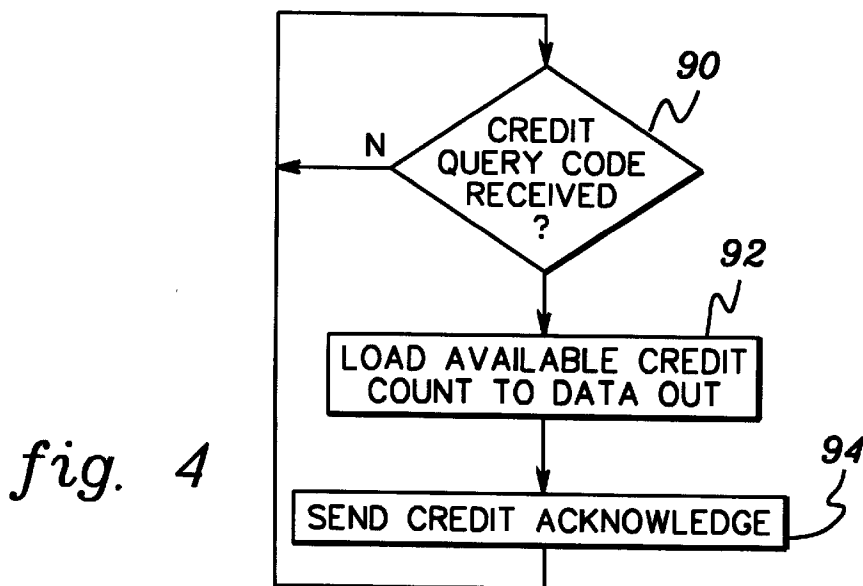 90
CREDIT
N
QUERY CODE
RECEIVED
?
92
LOAD AVAILABLE CREDIT
COUNT TO DATA OUT
fig. 4
94
SEND CREDIT ACKNOWLEDGE